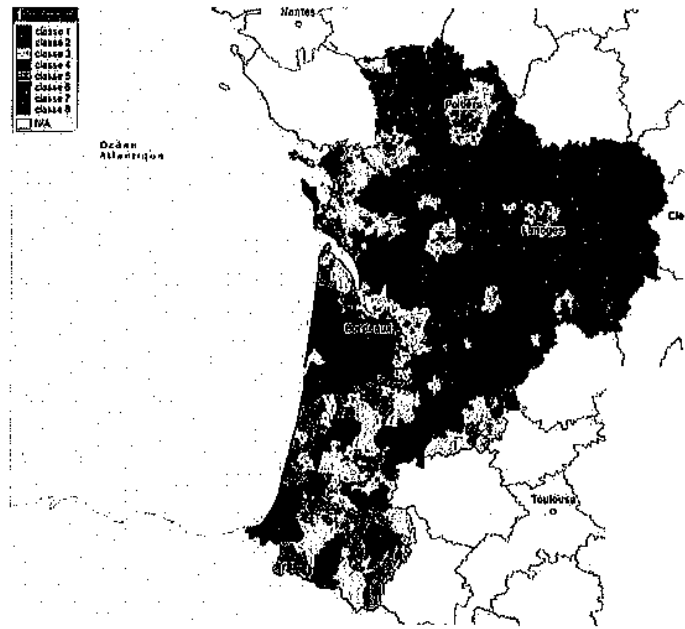 classe 1
classe 2
classe 3
classe 4
classe 5
classe 6
classe 7
classe 8
N/A
Nantes
Océan
Atlantique
Poitiers
Limoges
Bordeaux
Toulouse